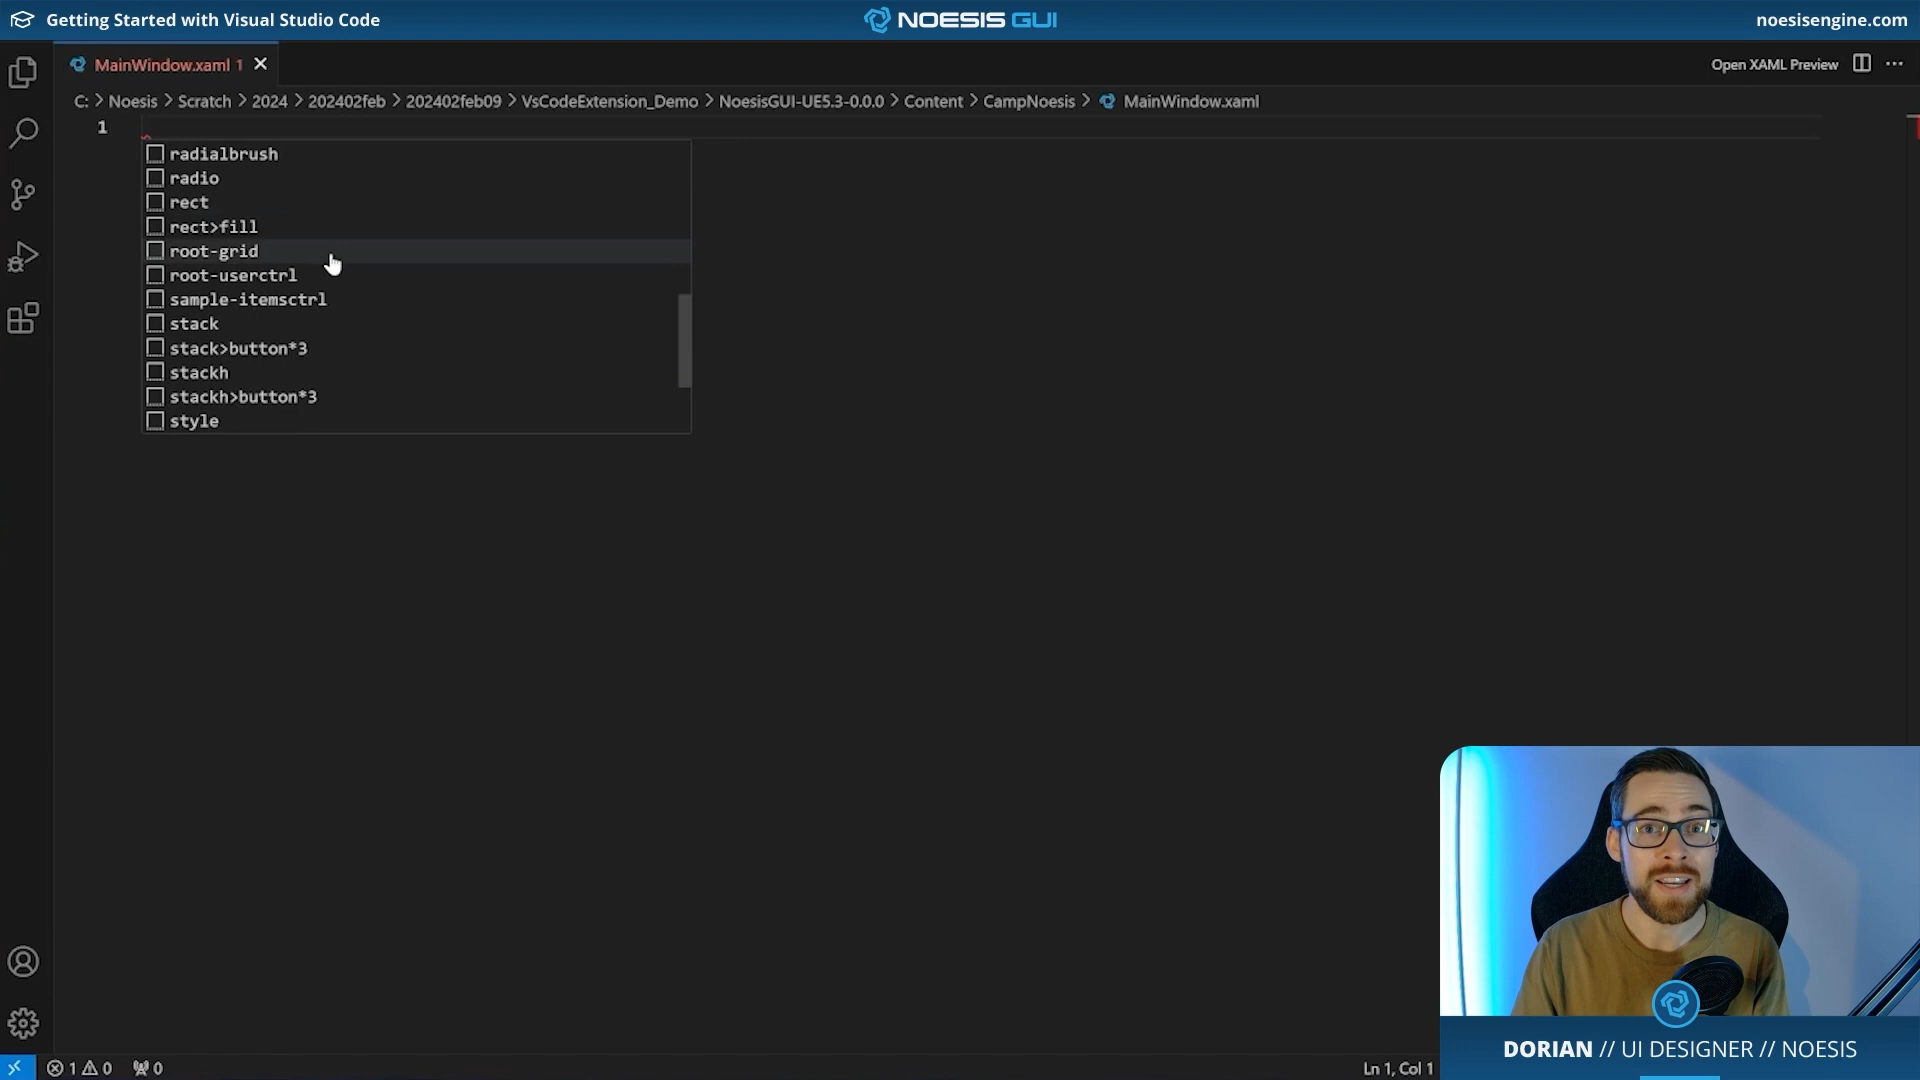 Getting Started with Visual Studio Code
NOESIS GUI
noesisengine.com
MainWindow.xaml 1
Open XAML Preview
C: > Noesis > Scratch > 2024 > 202402feb > 202402feb09 > VsCodeExtension_Demo > NoesisGUI-UE5.3-0.0.0 > Content > CampNoesis > MainWindow.xaml
1
radialbrush
radio
rect
rect>fill
root-grid
root-userctrl
sample-itemsctrl
stack
stack>button*3
stackh
stackh>button*3
style
DORIAN // UI DESIGNER // NOESIS
1 0 0
Ln 1, Col 1